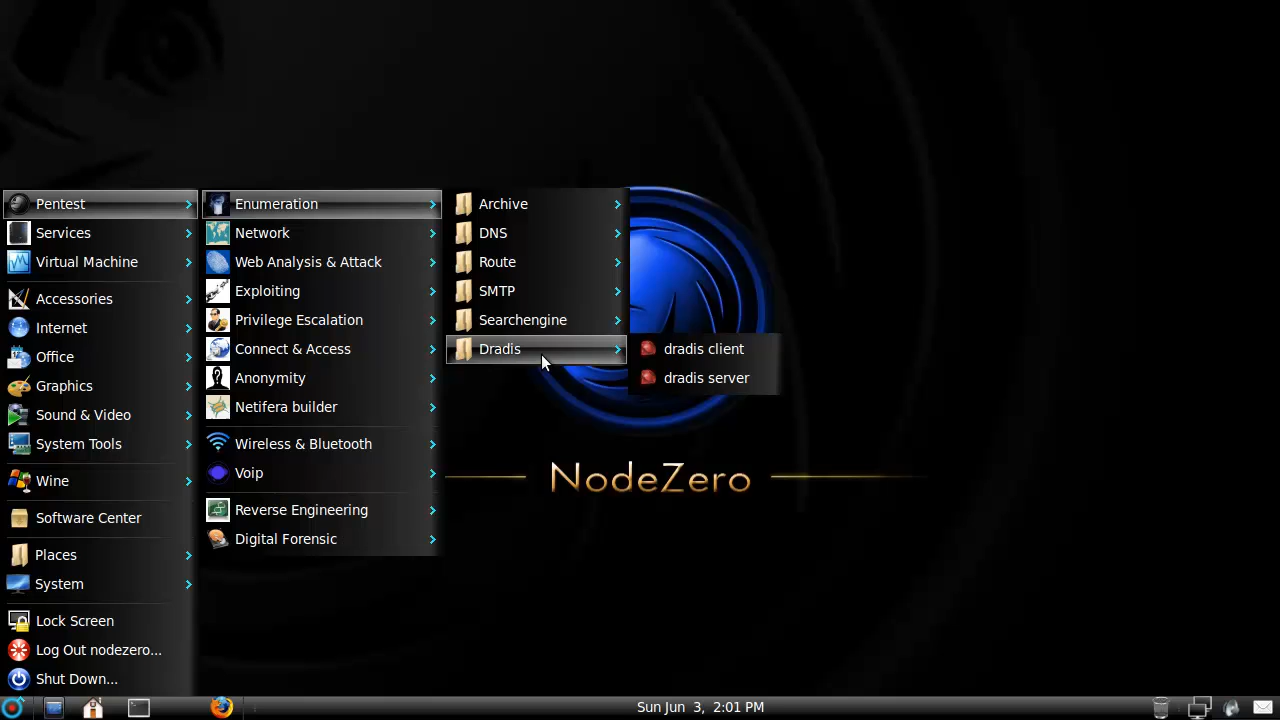 Pentest
Services
Virtual Machine
Accessories
Internet
Office
Graphics
Sound & Video
System Tools
Wine
Software Center
Places
System
Lock Screen
Log Out nodezero...
Shut Down...
Enumeration
Network
Web Analysis & Attack
Exploiting
Privilege Escalation
Connect & Access
Anonymity
Netifera builder
Wireless & Bluetooth
Voip
Reverse Engineering
Digital Forensic
Archive
DNS
Route
SMTP
Searchengine
Dradis
dradis client
dradis server
NodeZero
Sun Jun 3, 2:01 PM